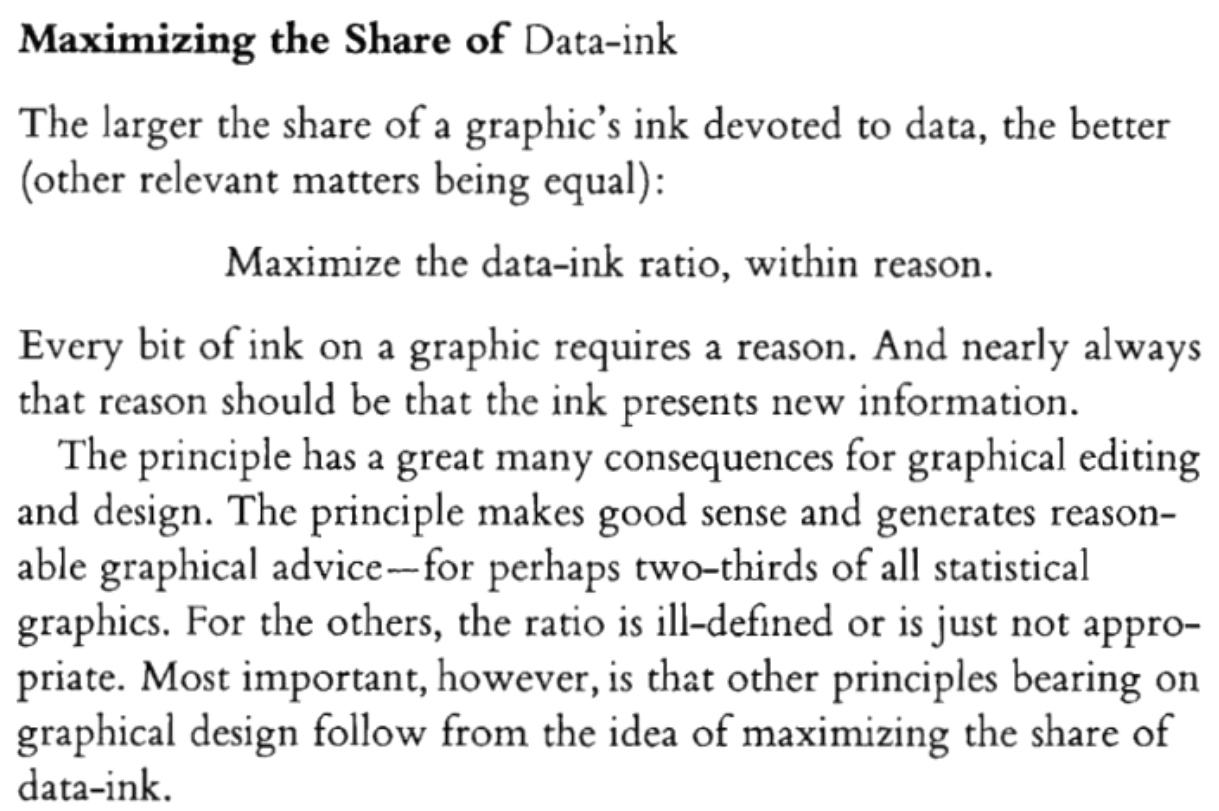 Maximizing the Share of Data-ink
The larger the share of a graphic's ink devoted to data, the better
(other relevant matters being equal):
Maximize the data-ink ratio, within reason.
Every bit of ink on a graphic requires a reason. And nearly always
that reason should be that the ink presents new information.
The principle has a great many consequences for graphical editing
and design. The principle makes good sense and generates reason-
able graphical advice—for perhaps two-thirds of all statistical
graphics. For the others, the ratio is ill-defined or is just not appro-
priate. Most important, however, is that other principles bearing on
graphical design follow from the idea of maximizing the share of
data-ink.